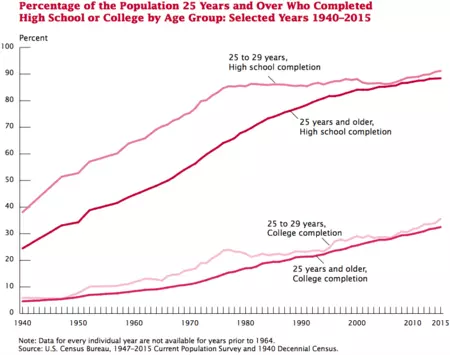 Percentage of the Population 25 Years and Over Who Completed
High School or College by Age Group: Selected Years 1940–2015
Percent
100
90
80
70
60
50
40
30
20
10
0
25 to 29 years,
High school completion
25 years and older,
High school completion
25 to 29 years,
College completion
25 years and older,
College completion
1940 1950 1960 1970 1980 1990 2000 2010 2015
Note: Data for every individual year are not available for years prior to 1964.
Source: U.S. Census Bureau, 1947–2015 Current Population Survey and 1940 Decennial Census.